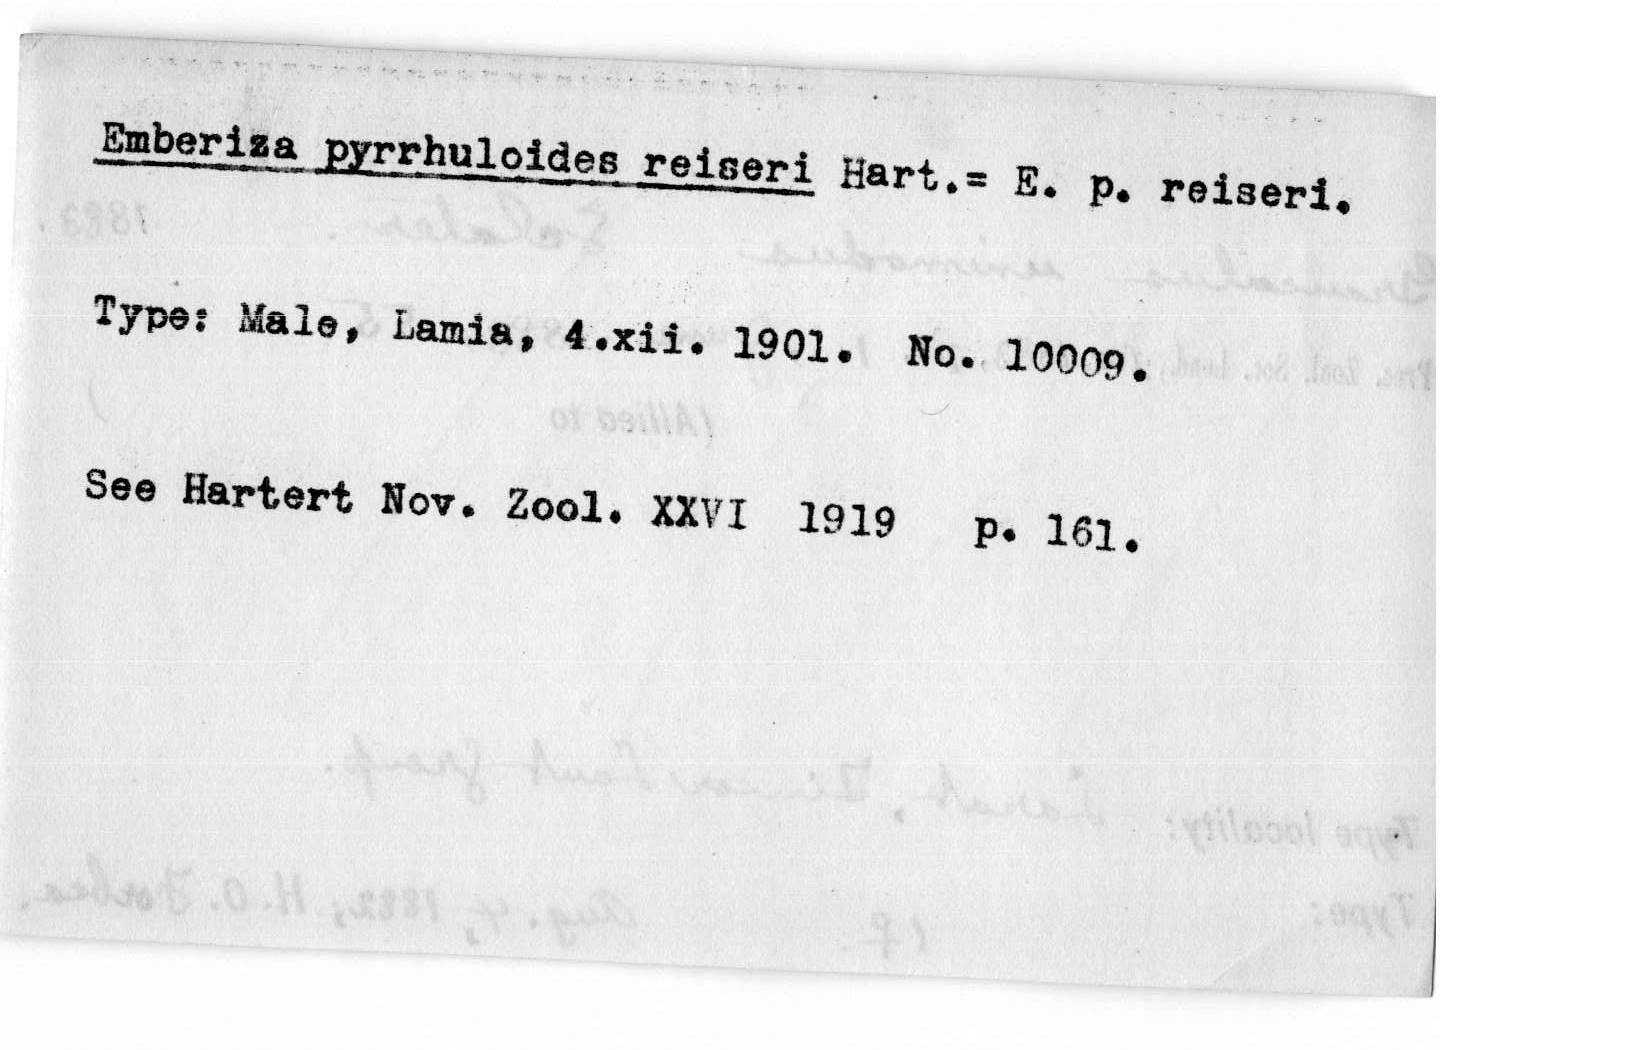 Emberiza pyrrhuloides reiseri Hart.= E. p. reiseri.
Type: Male, Lamia, 4.xii. 1901. No. 10009.
See Hartert Nov. Zool. XXVI 1919 p. 161.